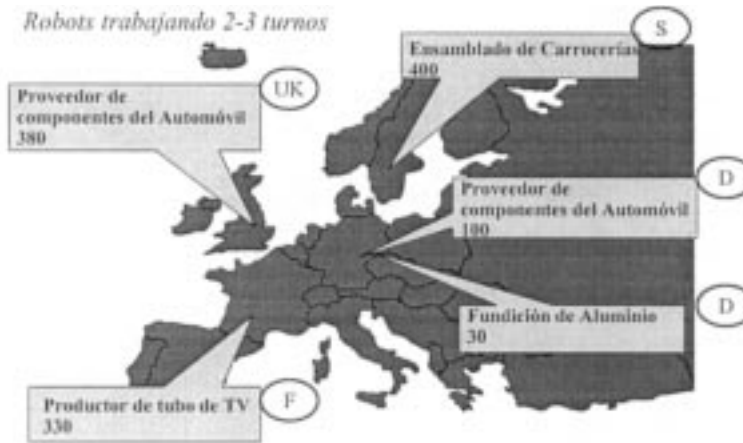 Robots trabajando 2-3 turnos
S
Ensamblado de Carrocerías
400
UK
Proveedor de
componentes del Automóvil
380
D
Proveedor de
componentes del Automóvil
100
D
Fundición de Aluminio
30
Productor de tubo de TV
330
F